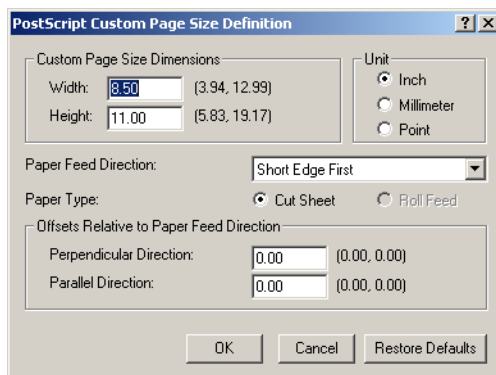 PostScript Custom Page Size Definition
Custom Page Size Dimensions
Width: 8.50 (3.94, 12.99)
Height: 11.00 (5.83, 19.17)
Unit
Inch
Millimeter
Point
Paper Feed Direction: Short Edge First
Paper Type: Cut Sheet Roll Feed
Offsets Relative to Paper Feed Direction
Perpendicular Direction: 0.00 (0.00, 0.00)
Parallel Direction: 0.00 (0.00, 0.00)
OK Cancel Restore Defaults